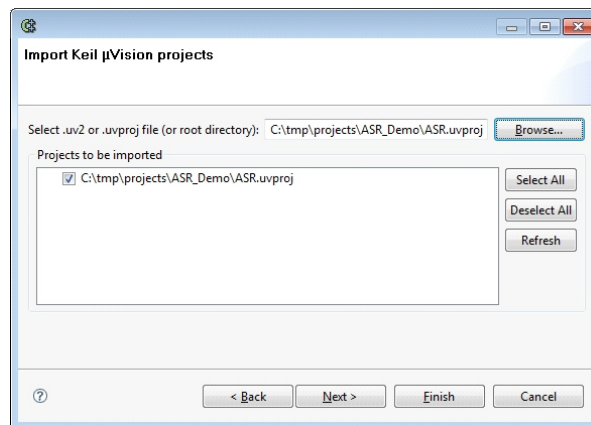 Import Keil µVision projects
Select .uv2 or .uvproj file (or root directory): C:\tmp\projects\ASR_Demo\ASR.uvproj Browse...
Projects to be imported
C:\tmp\projects\ASR_Demo\ASR.uvproj
Select All
Deselect All
Refresh
? < Back Next > Finish Cancel